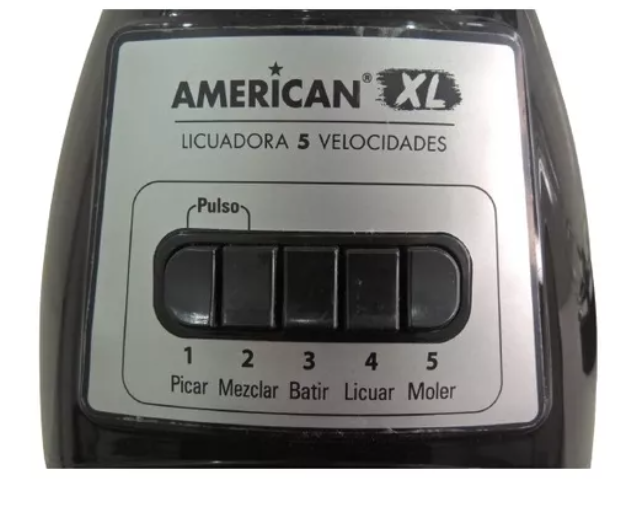 AMERICAN® XL
LICUADORA 5 VELOCIDADES
Pulso
1 2 3 4 5
Picar Mezclar Batir Licuar Moler